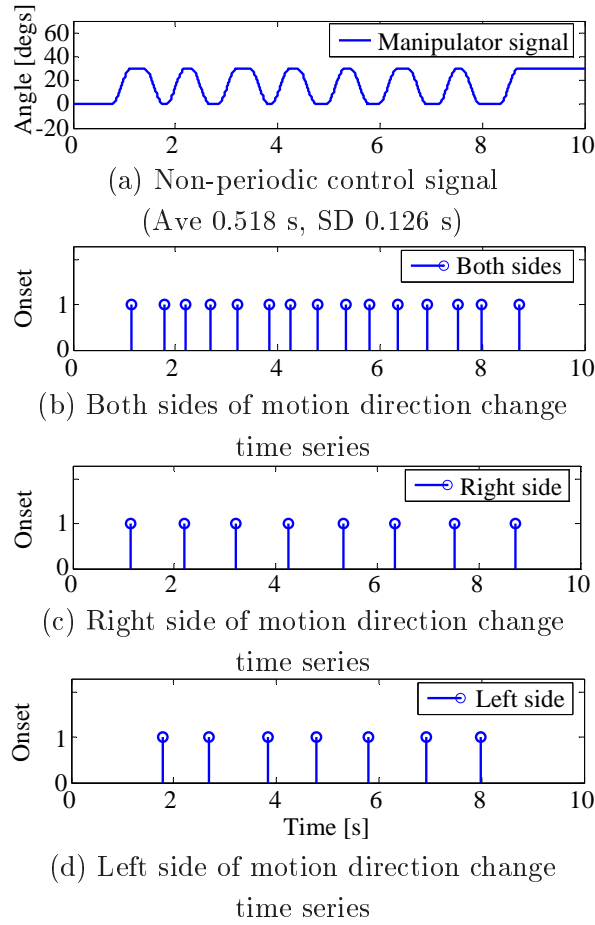 Angle [degs]
60
40
20
0
-20
Manipulator signal
0 2 4 6 8 10
(a) Non-periodic control signal
(Ave 0.518 s, SD 0.126 s)
Onset
1
0
Both sides
0 2 4 6 8 10
(b) Both sides of motion direction change
time series
Onset
1
0
Right side
0 2 4 6 8 10
(c) Right side of motion direction change
time series
Onset
1
0
Left side
0 2 4 6 8 10
Time [s]
(d) Left side of motion direction change
time series